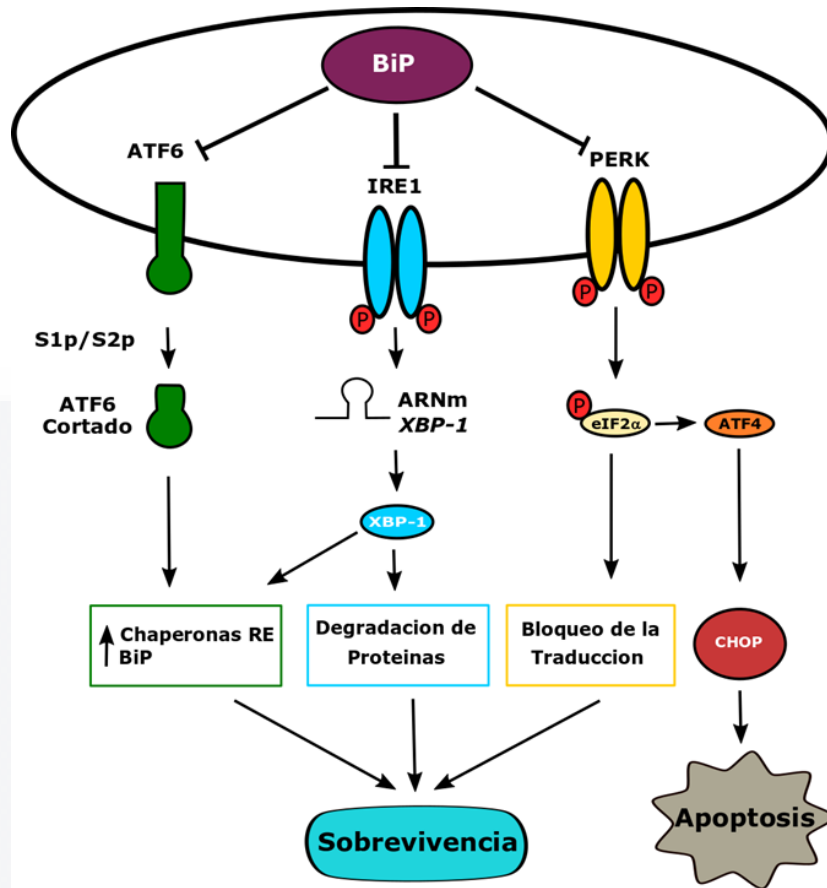 BiP
ATF6
IRE1
PERK
P
P
P
P
S1p/S2p
ATF6
Cortado
ARNm
XBP-1
P
eIF2α
ATF4
XBP-1
Chaperonas RE
BiP
Degradacion de
Proteinas
Bloqueo de la
Traduccion
CHOP
Sobrevivencia
Apoptosis